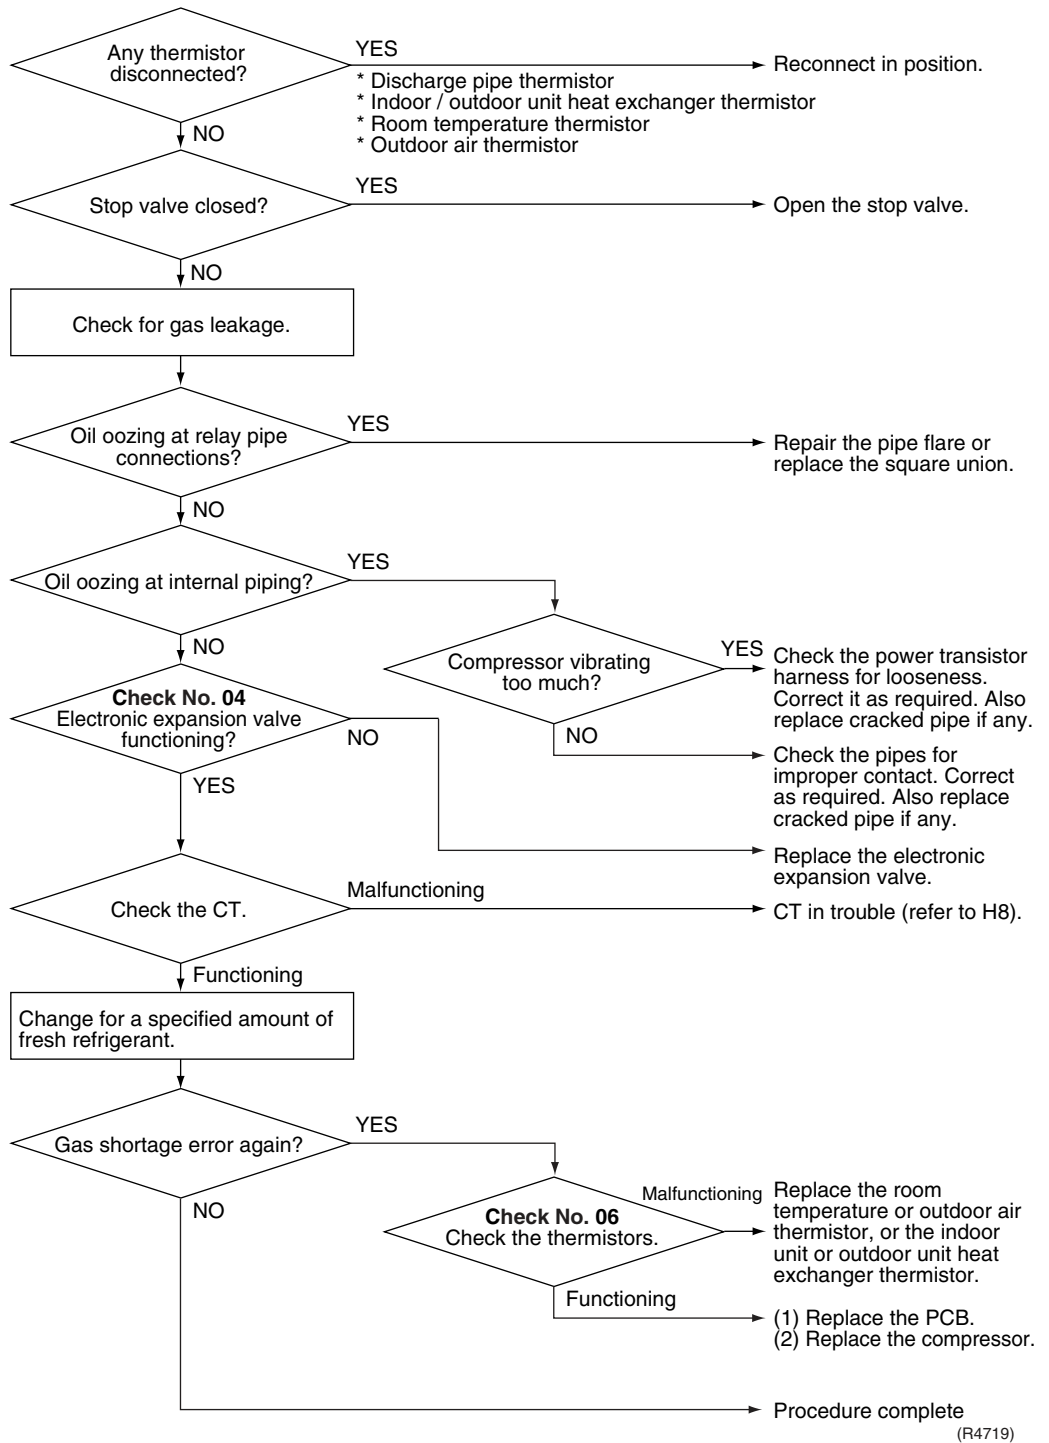 Any thermistor
disconnected?
YES
* Discharge pipe thermistor
* Indoor / outdoor unit heat exchanger thermistor
* Room temperature thermistor
* Outdoor air thermistor
Reconnect in position.
NO
Stop valve closed?
YES
Open the stop valve.
NO
Check for gas leakage.
Oil oozing at relay pipe
connections?
YES
Repair the pipe flare or
replace the square union.
NO
Oil oozing at internal piping?
YES
NO
Compressor vibrating
too much?
YES
Check the power transistor
harness for looseness.
Correct it as required. Also
replace cracked pipe if any.
NO
Check the pipes for
improper contact. Correct
as required. Also replace
cracked pipe if any.
Check No. 04
Electronic expansion valve
functioning?
NO
Replace the electronic
expansion valve.
YES
Check the CT.
Malfunctioning
CT in trouble (refer to H8).
Functioning
Change for a specified amount of
fresh refrigerant.
Gas shortage error again?
YES
NO
Check No. 06
Check the thermistors.
Malfunctioning
Replace the room
temperature or outdoor air
thermistor, or the indoor
unit or outdoor unit heat
exchanger thermistor.
Functioning
(1) Replace the PCB.
(2) Replace the compressor.
Procedure complete
(R4719)